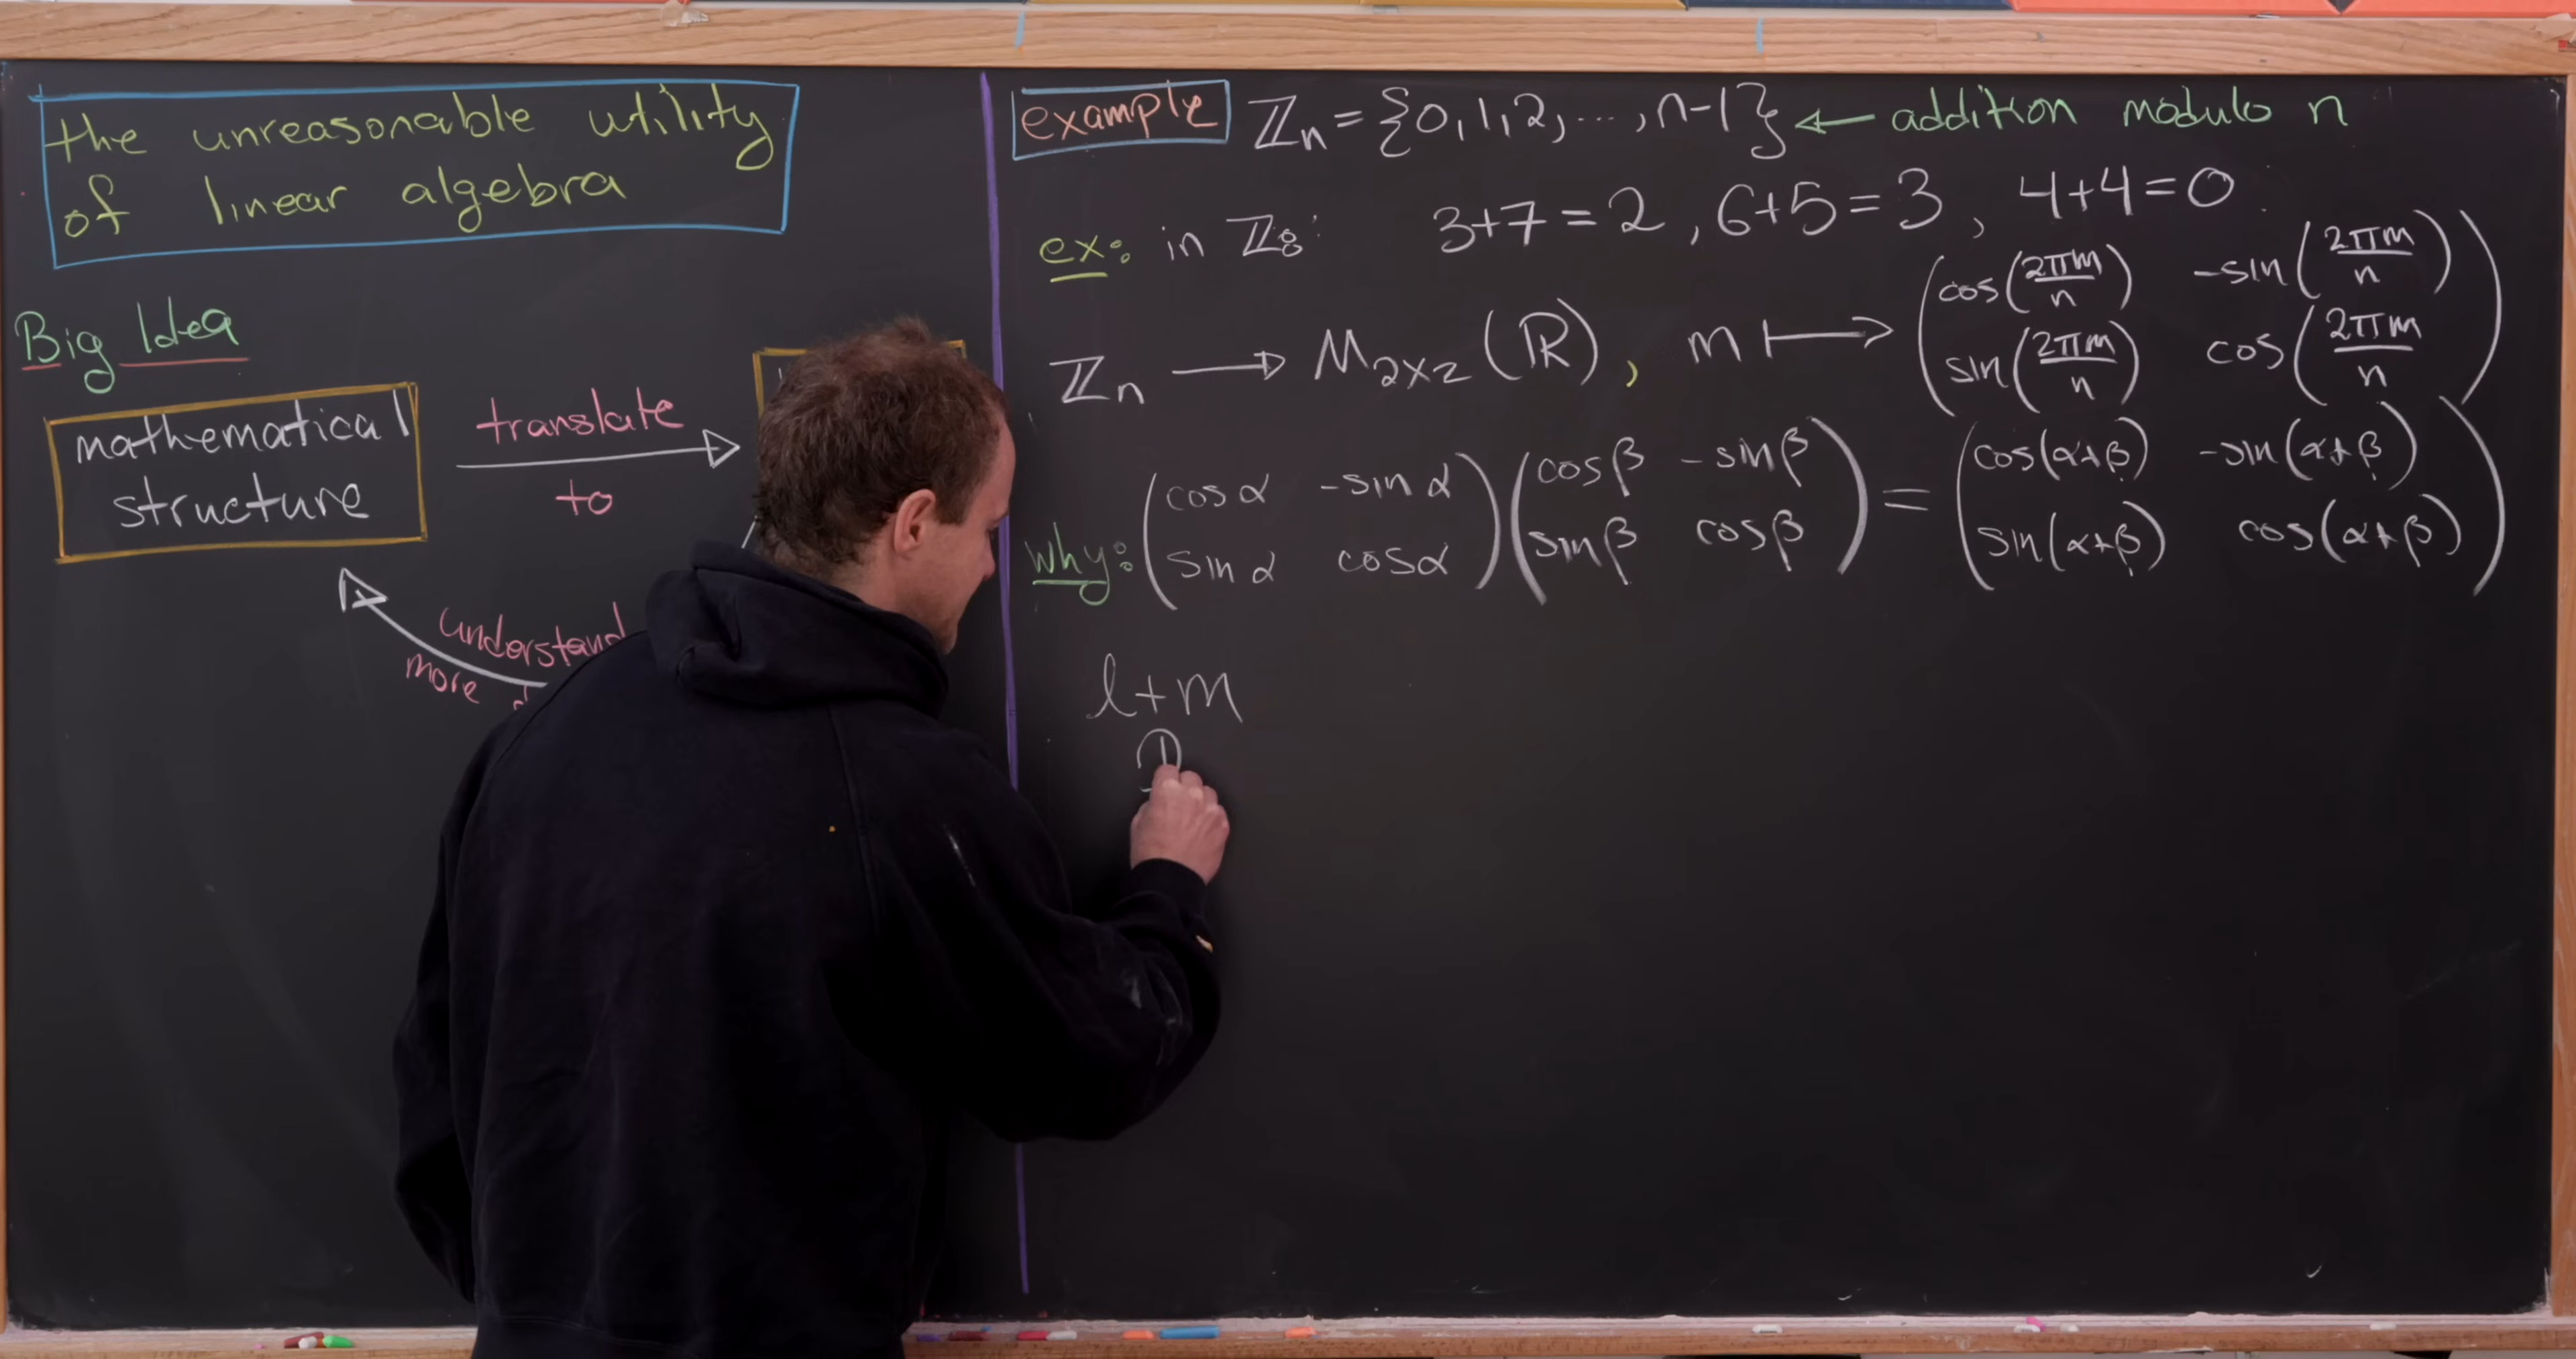 the unreasonable utility
of linear algebra
Big Idea
mathematical
structure
translate
to
understand
more
example ℤₙ = {0, 1, 2, ..., n-1} ← addition modulo n
ex: in ℤ₈: 3+7 = 2, 6+5 = 3, 4+4 = 0
ℤₙ → M₂ₓ₂(ℝ), m ↦ ( cos(2πm/n) -sin(2πm/n)
sin(2πm/n) cos(2πm/n) )
why: ( cos α -sin α ) ( cos β -sin β ) = ( cos(α+β) -sin(α+β) )
( sin α cos α ) ( sin β cos β ) ( sin(α+β) cos(α+β) )
l+m